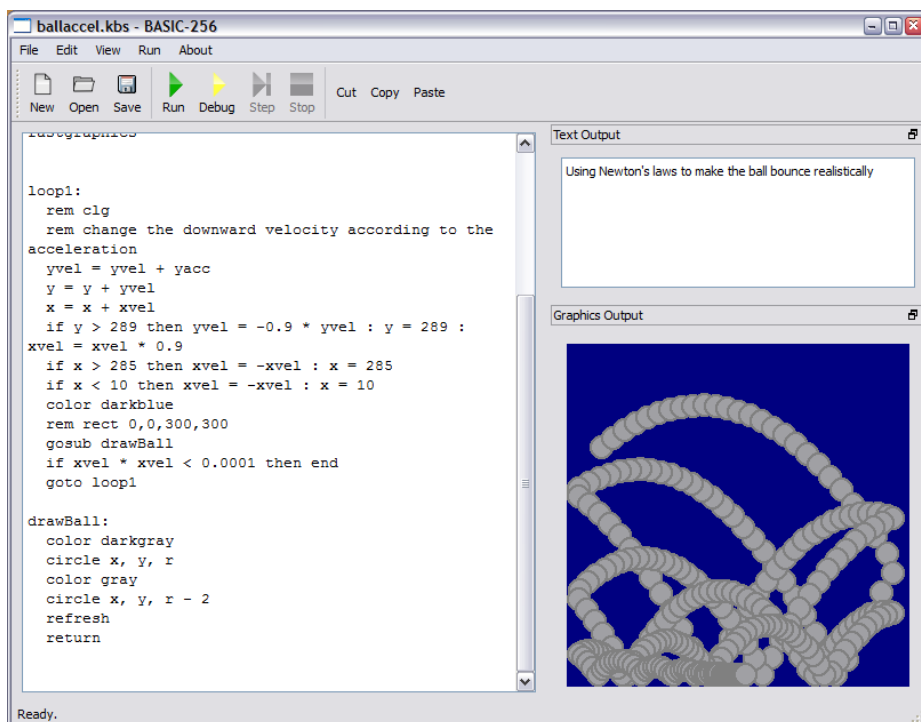 ballaccel.kbs - BASIC-256
File Edit View Run About
New Open Save Run Debug Step Stop Cut Copy Paste
fastgraphics
loop1:
rem clg
rem change the downward velocity according to the
acceleration
yvel = yvel + yacc
y = y + yvel
x = x + xvel
if y > 289 then yvel = -0.9 * yvel : y = 289 :
xvel = xvel * 0.9
if x > 285 then xvel = -xvel : x = 285
if x < 10 then xvel = -xvel : x = 10
color darkblue
rem rect 0,0,300,300
gosub drawBall
if xvel * xvel < 0.0001 then end
goto loop1
drawBall:
color darkgray
circle x, y, r
color gray
circle x, y, r - 2
refresh
return
Text Output
Using Newton's laws to make the ball bounce realistically
Graphics Output
Ready.